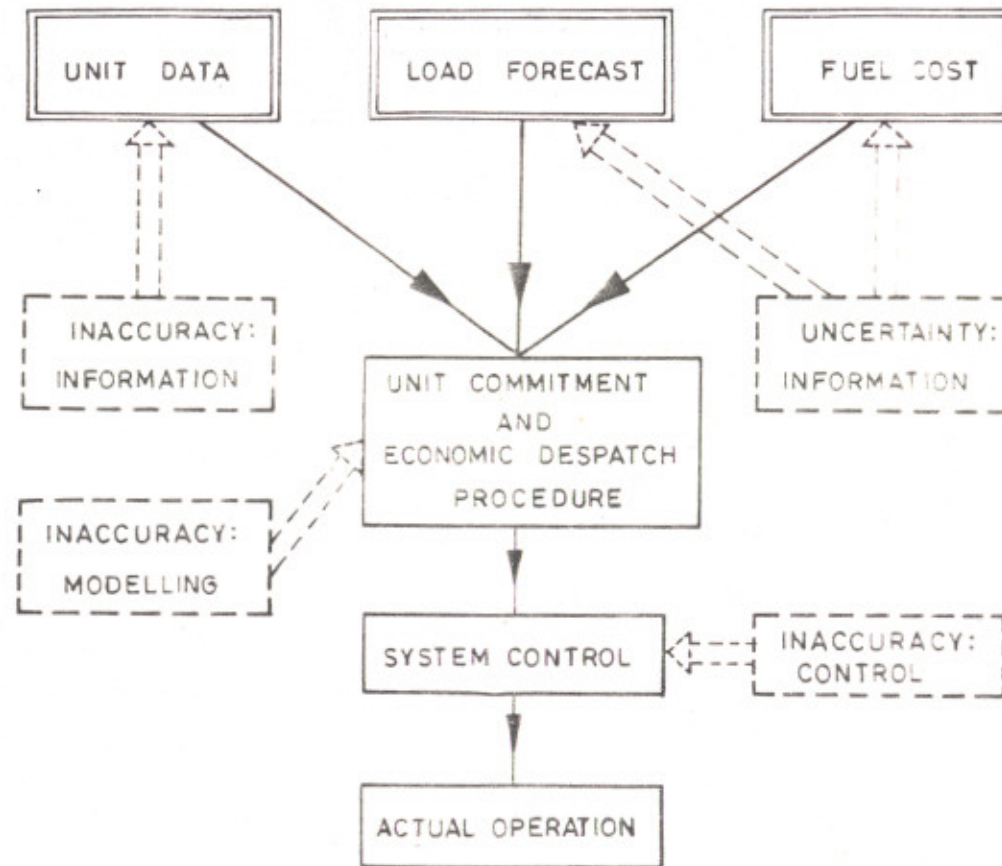 UNIT DATA
LOAD FORECAST
FUEL COST
INACCURACY:
INFORMATION
UNCERTAINTY:
INFORMATION
UNIT COMMITMENT
AND
ECONOMIC DESPATCH
PROCEDURE
INACCURACY:
MODELLING
SYSTEM CONTROL
INACCURACY:
CONTROL
ACTUAL OPERATION